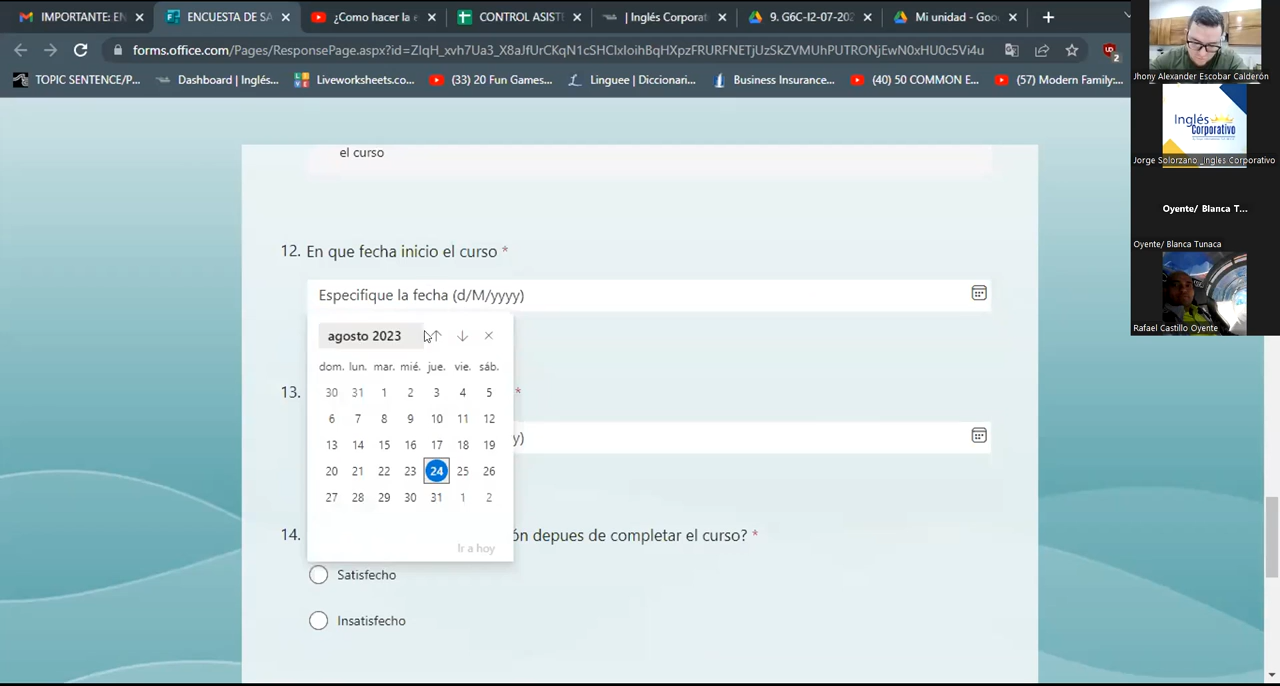 IMPORTANTE: EN
ENCUESTA DE SA
¿Como hacer la e
CONTROL ASIST
| Inglés Corporat
9. G6C-I2-07-202
Mi unidad - Goo
forms.office.com/Pages/ResponsePage.aspx?id=ZIqH_xvh7Ua3_X8aJfUrCKqN1cSHClxIoihBqHXpzFRURFNETjUzSkZVMUhPUTRONjEwN0xHU0c5Vi4u
2
TOPIC SENTENCE/P...
Dashboard | Inglés...
Liveworksheets.co...
(33) 20 Fun Games...
Linguee | Diccionari...
Business Insurance...
(40) 50 COMMON E...
(57) Modern Family:...
Jhony Alexander Escobar Calderón
Inglés
Corporativo
Jorge Solorzano_Ingles Corporativo
Oyente/ Blanca T...
Oyente/ Blanca Tunaca
Rafael Castillo Oyente
el curso
12. En que fecha inicio el curso *
Especifique la fecha (d/M/yyyy)
agosto 2023
dom. lun. mar. mié. jue. vie. sáb.
30 31 1 2 3 4 5
6 7 8 9 10 11 12
13 14 15 16 17 18 19
20 21 22 23 24 25 26
27 28 29 30 31 1 2
Ir a hoy
13. *
y)
14. ón depues de completar el curso? *
Satisfecho
Insatisfecho